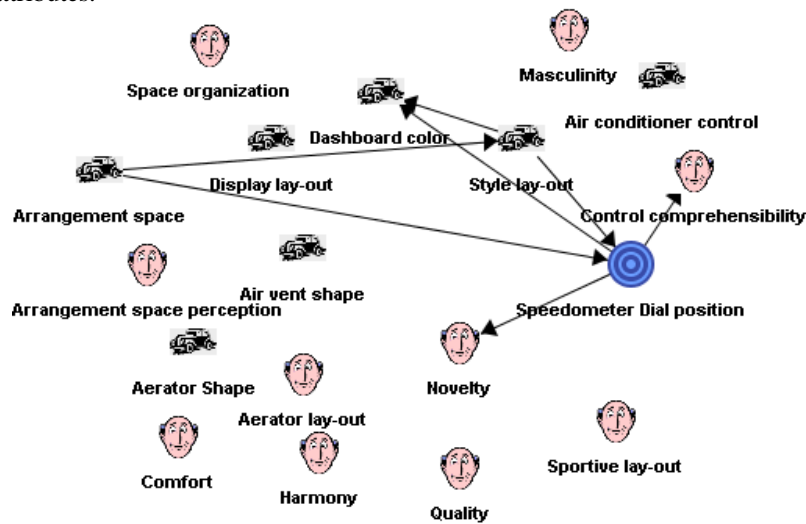 Space organization
Masculinity
Air conditioner control
Dashboard color
Display lay-out
Style lay-out
Arrangement space
Control comprehensibility
Air vent shape
Arrangement space perception
Speedometer Dial position
Aerator Shape
Novelty
Aerator lay-out
Sportive lay-out
Comfort
Harmony
Quality